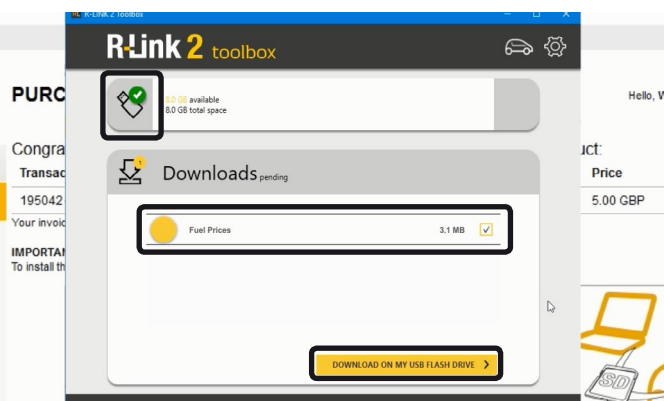 R-LINK 2 Toolbox
R-Link 2 toolbox
PURC
Hello, W
8.0 GB available
8.0 GB total space
Congra
uct:
Transac
Price
1
Downloads pending
195042
5.00 GBP
Your invoic
Fuel Prices 3,1 MB
IMPORTAN
To install th
DOWNLOAD ON MY USB FLASH DRIVE
SD